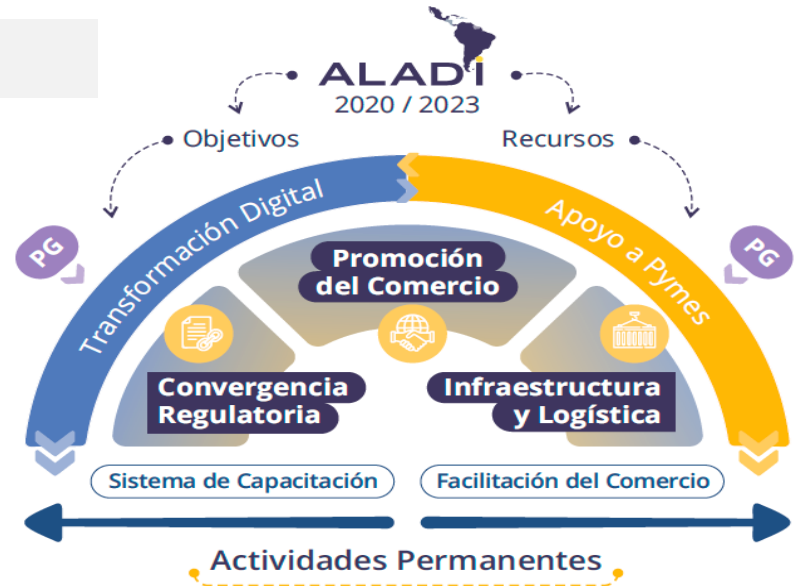 ALADI
2020 / 2023
Objetivos
Recursos
PG
Transformación Digital
Apoyo a Pymes
PG
Promoción
del Comercio
Convergencia
Regulatoria
Infraestructura
y Logística
Sistema de Capacitación
Facilitación del Comercio
Actividades Permanentes